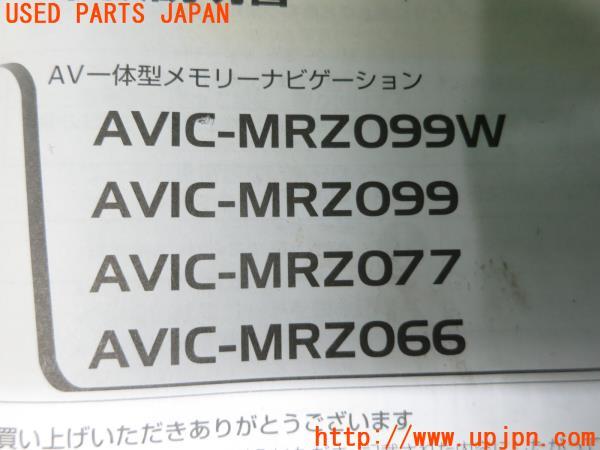 USED PARTS JAPAN
AV一体型メモリーナビゲーション
AVIC-MRZ099W
AVIC-MRZ099
AVIC-MRZ077
AVIC-MRZ066
買い上げいただきありがとうございます
http://www.upjpn.com